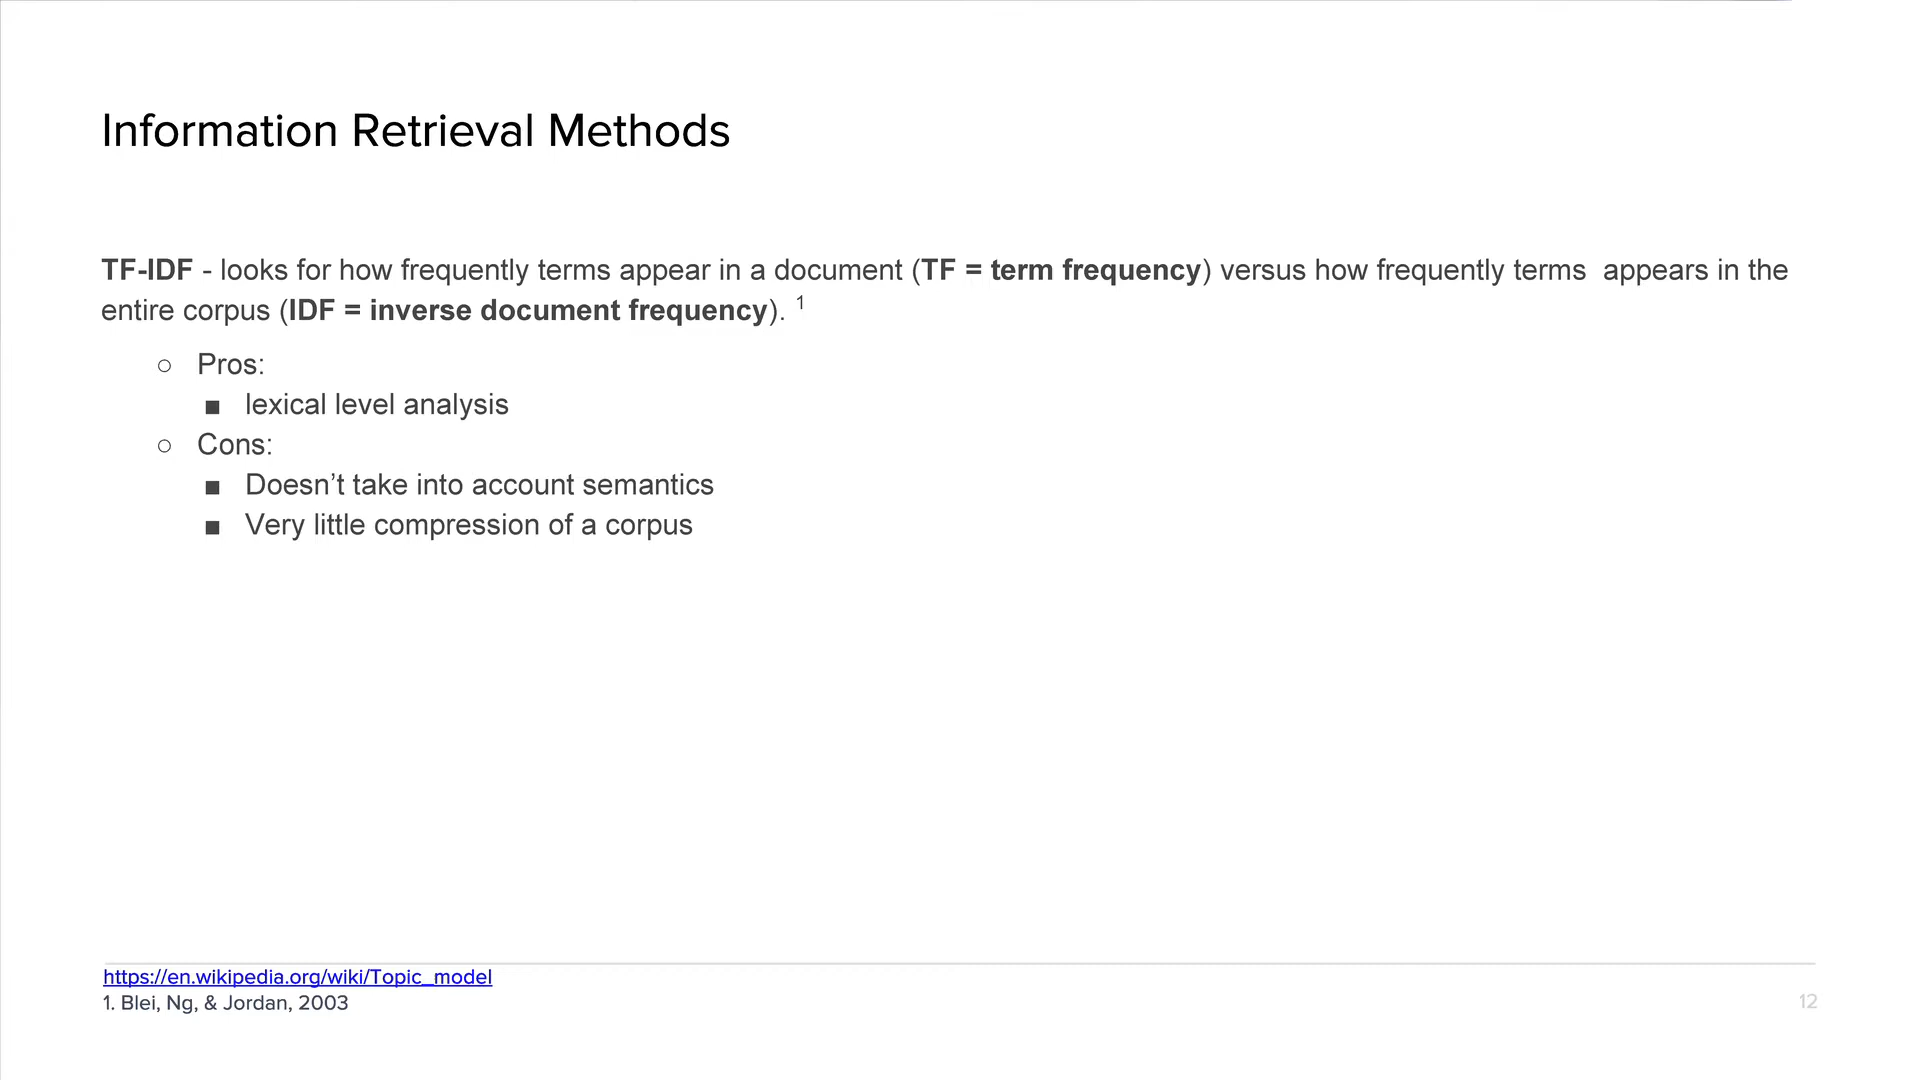 Information Retrieval Methods
TF-IDF - looks for how frequently terms appear in a document (TF = term frequency) versus how frequently terms  appears in the
entire corpus (IDF = inverse document frequency). 1
○ Pros:
■ lexical level analysis
○ Cons:
■ Doesn’t take into account semantics
■ Very little compression of a corpus
https://en.wikipedia.org/wiki/Topic_model
1. Blei, Ng, & Jordan, 2003
12